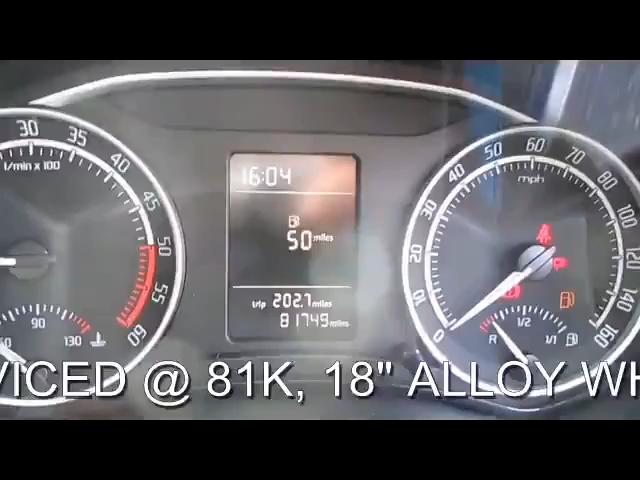 30 35 40 45 50 55 60
1/min x 100
90 130
16:04
50 miles
trip 202.7 miles
81749 miles
0 10 20 30 40 50 60 70 80 100 120 140 160
mph
R 1/2 1/1
VICED @ 81K, 18" ALLOY WH